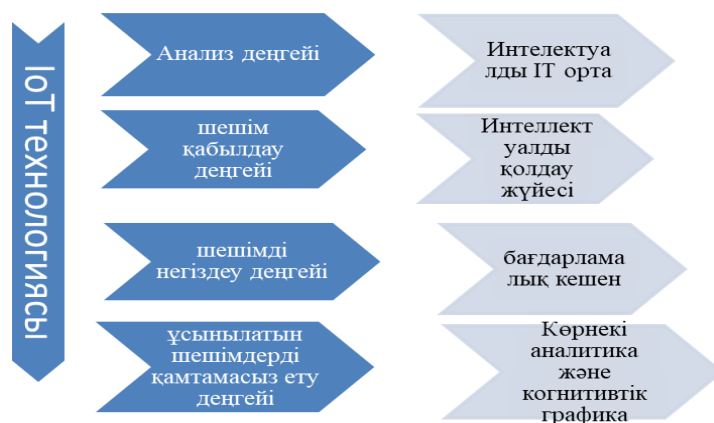 IoT технологиясы
Анализ деңгейі
Интелектуа
лды IT орта
шешім
қабылдау
деңгейі
Интеллект
уалды
қолдау
жүйесі
шешімді
негіздеу деңгейі
бағдарлама
лық кешен
ұсынылатын
шешімдерді
қамтамасыз ету
деңгейі
Көрнекі
аналитика
және
когнитивтік
графика